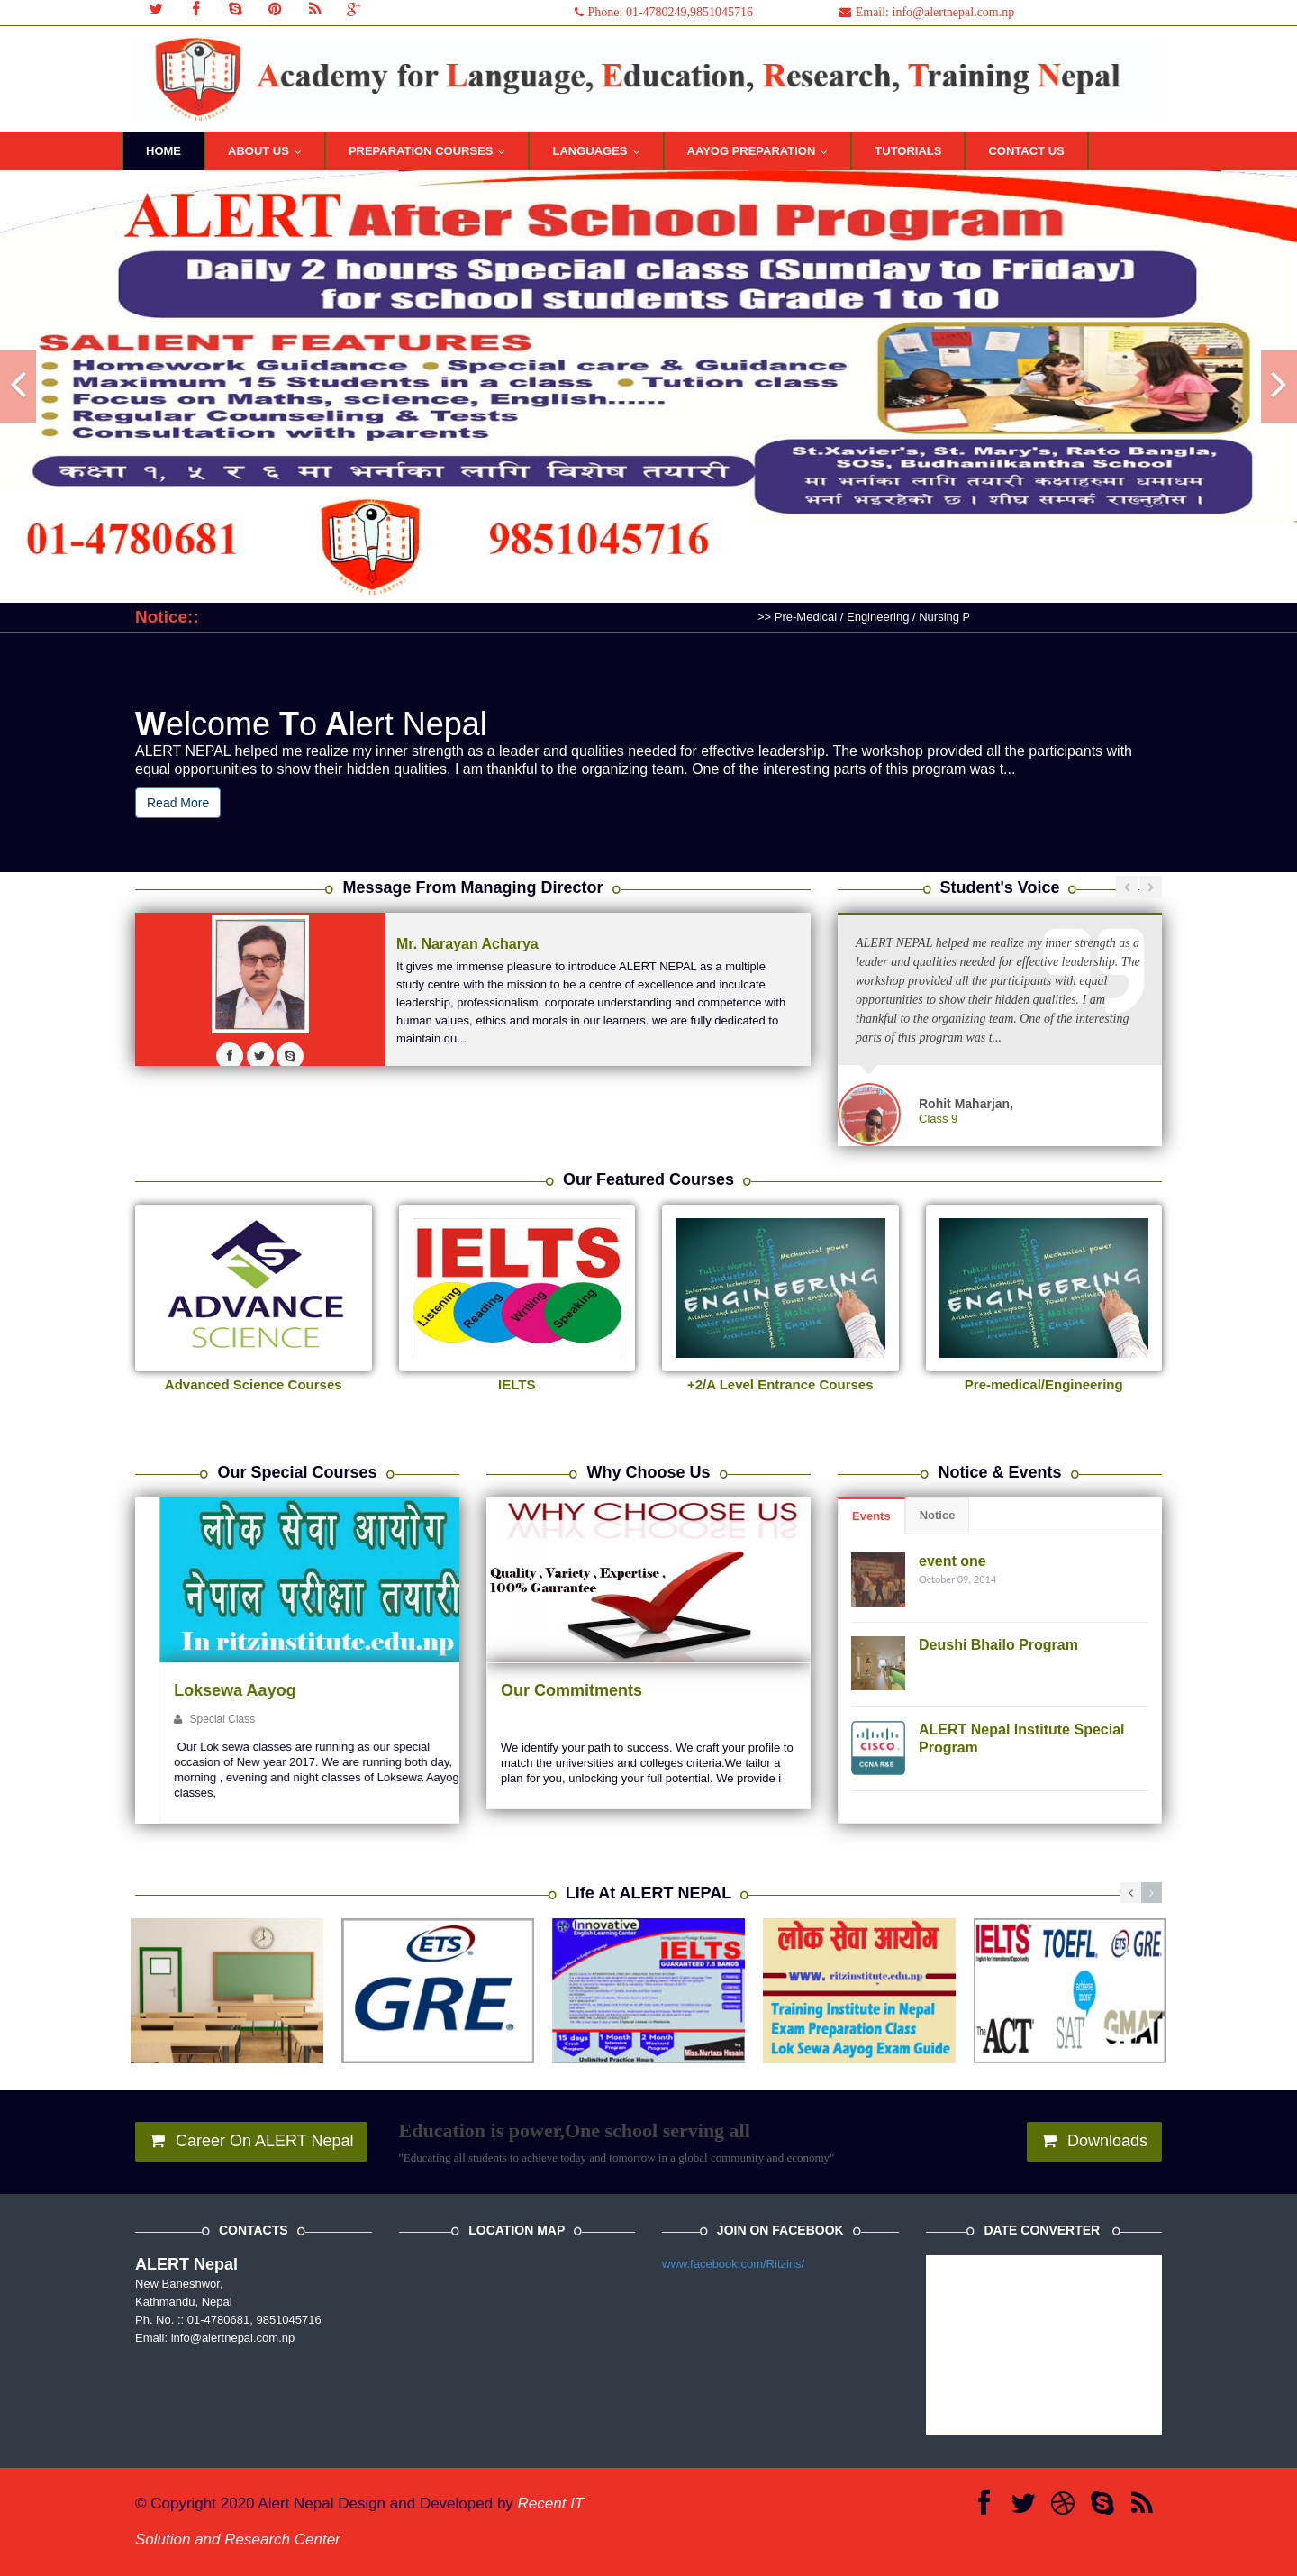 Phone: 01-4780249,9851045716
Email: info@alertnepal.com.np
Academy for Language, Education, Research, Training Nepal
HOME
ABOUT US
PREPARATION COURSES
LANGUAGES
AAYOG PREPARATION
TUTORIALS
CONTACT US
ALERT After School Program
Daily 2 hours Special class(Sunday to Friday)
for school students Grade 1 to 10
SALIENT FEATURES
Homework Guidance
Special care & Guidance
Maximum 15 Students in a class
Tution class
Focus on Maths, science, English......
Regular Counseling & Tests
Consultation with parents
कक्षा १, ५ र ६ मा भर्नाका लागि विशेष तयारी
St.Xavier's, St. Mary's, Rato Bangla,
SOS, Budhanilkantha School
मा भर्नाका लागि तयारी कक्षाहरुमा धमाधम
भर्ना भइरहेको छ । शीघ्र सम्पर्क राख्नुहोस ।
01-4780681
9851045716
Notice::
>> Pre-Medical / Engineering / Nursing P
Welcome To Alert Nepal
ALERT NEPAL helped me realize my inner strength as a leader and qualities needed for effective leadership. The workshop provided all the participants with
equal opportunities to show their hidden qualities. I am thankful to the organizing team. One of the interesting parts of this program was t...
Read More
Message From Managing Director
Mr. Narayan Acharya
It gives me immense pleasure to introduce ALERT NEPAL as a multiple
study centre with the mission to be a centre of excellence and inculcate
leadership, professionalism, corporate understanding and competence with
human values, ethics and morals in our learners. we are fully dedicated to
maintain qu...
Student's Voice
ALERT NEPAL helped me realize my inner strength as a
leader and qualities needed for effective leadership. The
workshop provided all the participants with equal
opportunities to show their hidden qualities. I am
thankful to the organizing team. One of the interesting
parts of this program was t...
Rohit Maharjan,
Class 9
Our Featured Courses
ADVANCE
SCIENCE
Advanced Science Courses
IELTS
Listening
Reading
Writing
Speaking
IELTS
ENGINEERING
+2/A Level Entrance Courses
ENGINEERING
Pre-medical/Engineering
Our Special Courses
लोक सेवा आयोग
नेपाल परीक्षा तयारी
In ritzinstitute.edu.np
Loksewa Aayog
Special Class
Our Lok sewa classes are running as our special
occasion of New year 2017. We are running both day,
morning , evening and night classes of Loksewa Aayog
classes,
Why Choose Us
WHY CHOOSE US
Quality , Variety , Expertise ,
100% Gaurantee
Our Commitments
We identify your path to success. We craft your profile to
match the universities and colleges criteria.We tailor a
plan for you, unlocking your full potential. We provide i
Notice & Events
Events
Notice
event one
October 09, 2014
Deushi Bhailo Program
CISCO
CCNA R&S
ALERT Nepal Institute Special
Program
Life At ALERT NEPAL
ETS
GRE
Innovative
English Learning Center
IELTS
GUARANTEED 7.5 BANDS
15 days
1 Month
2 Month
Unlimited Practice Hours
Miss.Murtaza Husain
लोक सेवा आयोग
www. ritzinstitute.edu.np
Training Institute in Nepal
Exam Preparation Class
Lok Sewa Aayog Exam Guide
IELTS
TOEFL
ETS GRE
The ACT
SAT
GMAT
Career On ALERT Nepal
Education is power,One school serving all
"Educating all students to achieve today and tomorrow in a global community and economy"
Downloads
CONTACTS
ALERT Nepal
New Baneshwor,
Kathmandu, Nepal
Ph. No. :: 01-4780681, 9851045716
Email: info@alertnepal.com.np
LOCATION MAP
JOIN ON FACEBOOK
www.facebook.com/Ritzins/
DATE CONVERTER
© Copyright 2020 Alert Nepal Design and Developed by Recent IT
Solution and Research Center